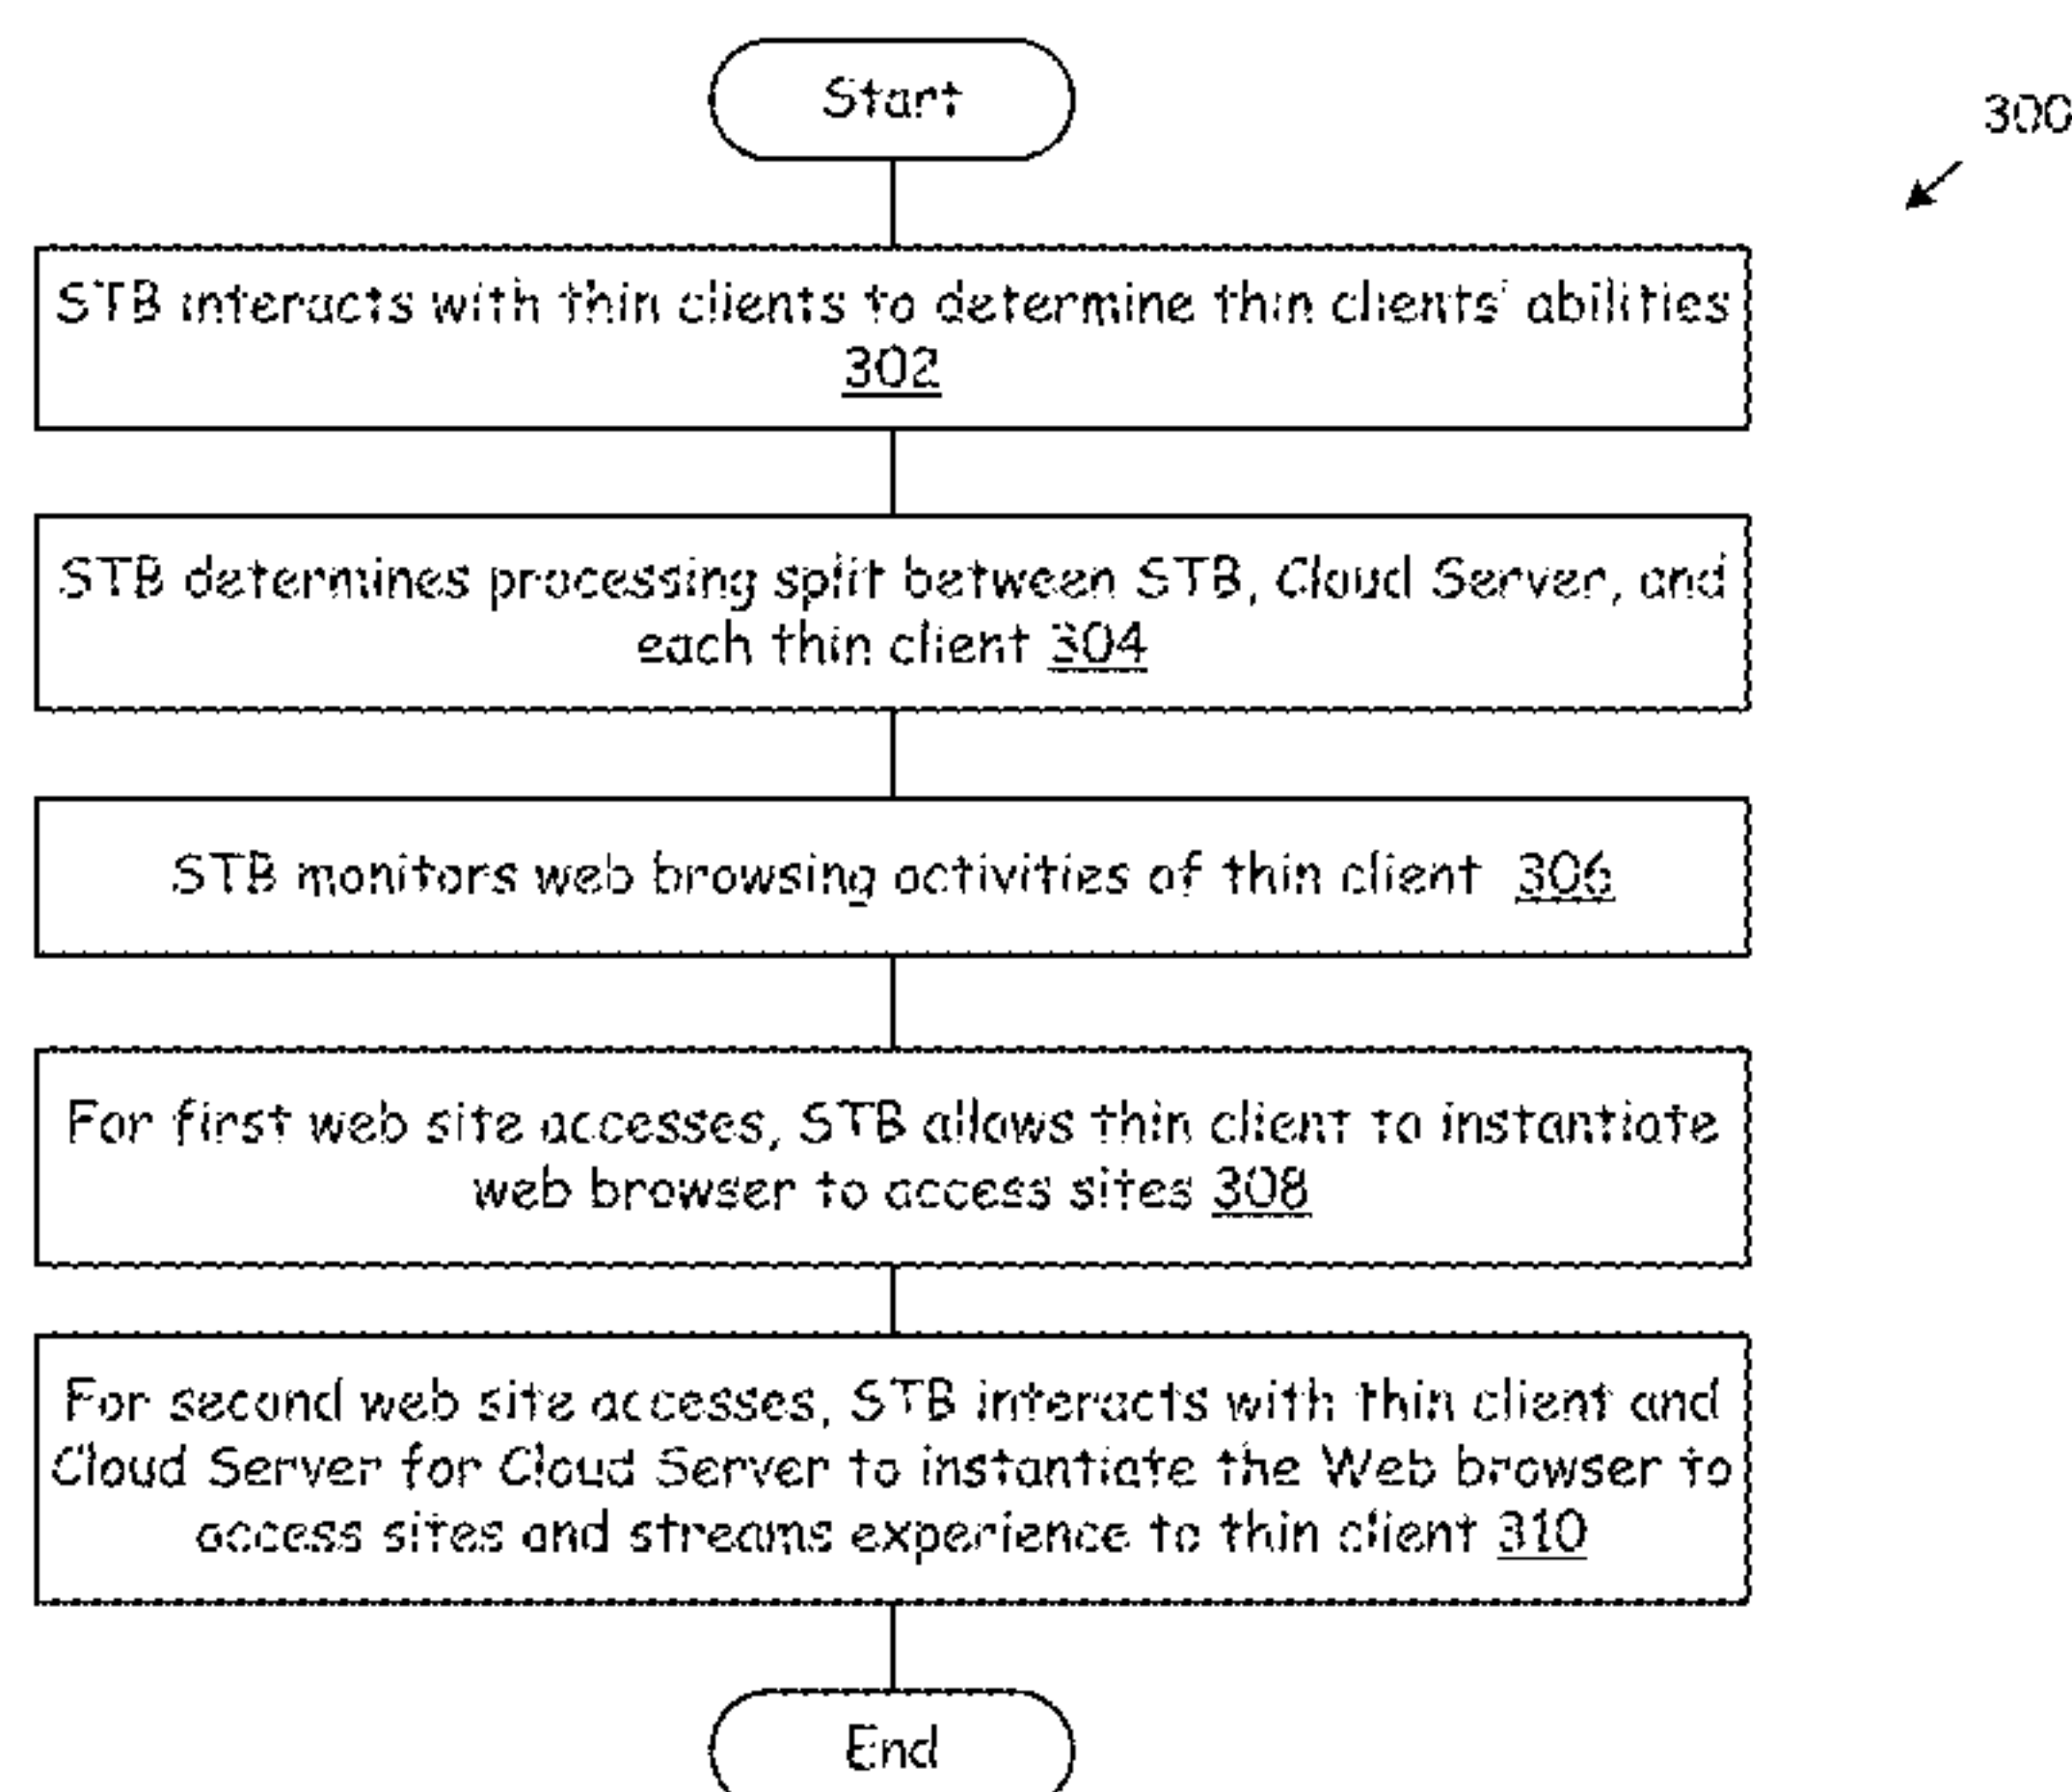 Start
300
STB interacts with thin clients to determine thin clients' abilities
302
STB determines processing split between STB, Cloud Server, and
each thin client 304
STB monitors web browsing activities of thin client 306
For first web site accesses, STB allows thin client to instantiate
web browser to access sites 308
For second web site accesses, STB interacts with thin client and
Cloud Server for Cloud Server to instantiate the Web browser to
access sites and streams experience to thin client 310
End